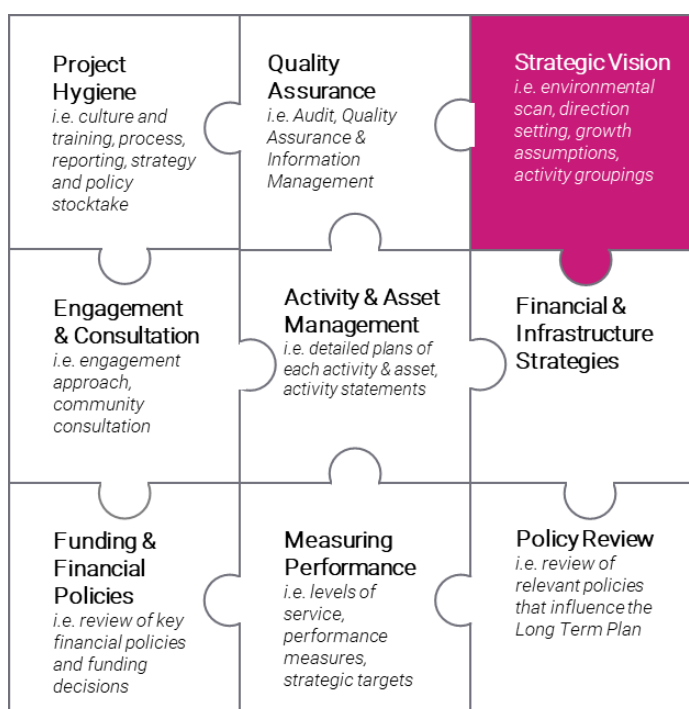 Project
Hygiene
i.e. culture and
training, process,
reporting, strategy
and policy
stocktake
Quality
Assurance
i.e. Audit, Quality
Assurance &
Information
Management
Strategic Vision
i.e. environmental
scan, direction
setting, growth
assumptions,
activity groupings
Engagement
& Consultation
i.e. engagement
approach,
community
consultation
Activity & Asset
Management
i.e. detailed plans of
each activity & asset,
activity statements
Financial &
Infrastructure
Strategies
Funding &
Financial
Policies
i.e. review of key
financial policies
and funding
decisions
Measuring
Performance
i.e. levels of
service,
performance
measures,
strategic targets
Policy Review
i.e. review of
relevant policies
that influence the
Long Term Plan